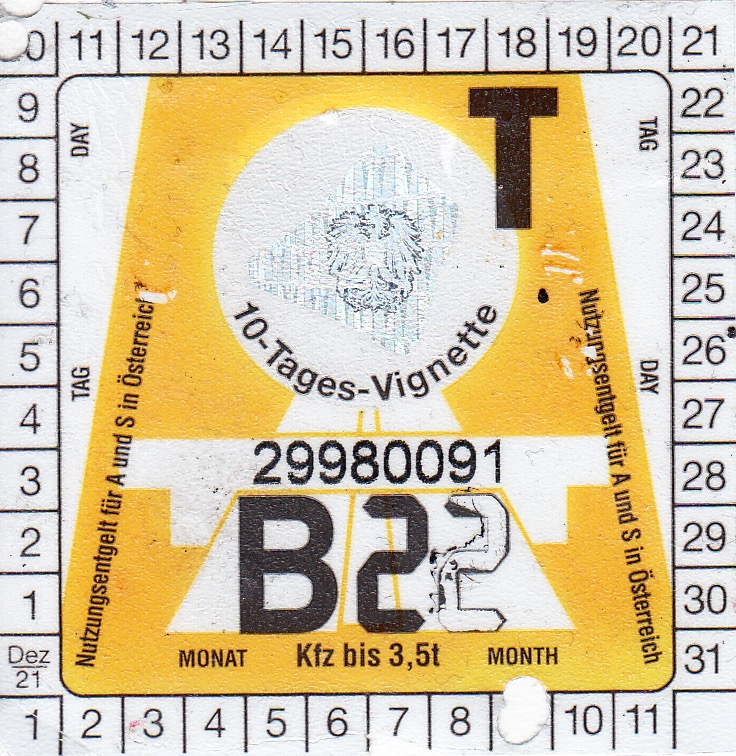 0 11 12 13 14 15 16 17 18 19 20 21
9
8
7
6
5
4
3
2
1
Dez
21
22
23
24
25
26
27
28
29
30
31
1 2 3 4 5 6 7 8 10 11
DAY
TAG
TAG
DAY
T
10-Tages-Vignette
Nutzungsentgelt für A und S in Österreich
Nutzungsentgelt für A und S in Österreich
29980091
B22
MONAT Kfz bis 3,5t MONTH